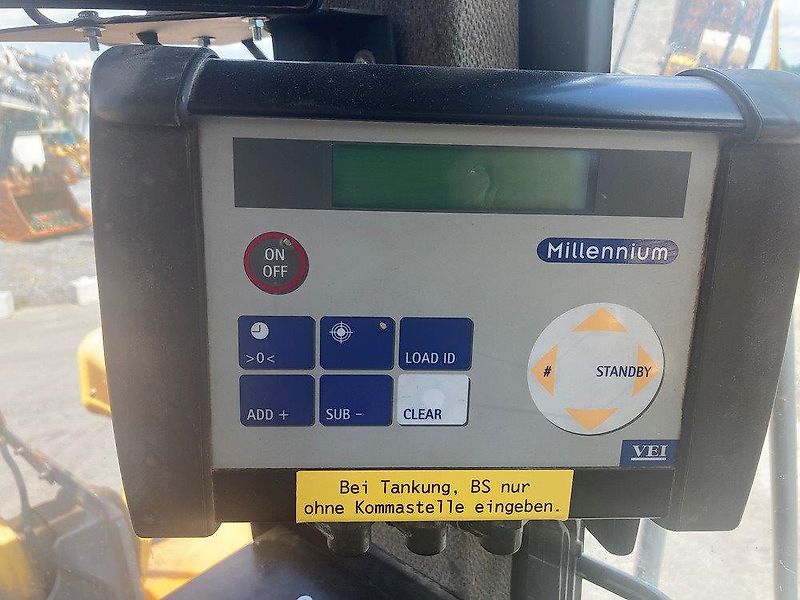 ON
OFF
Millennium
>0<
LOAD ID
ADD +
SUB -
CLEAR
# STANDBY
VEI
Bei Tankung, BS nur
ohne Kommastelle eingeben.